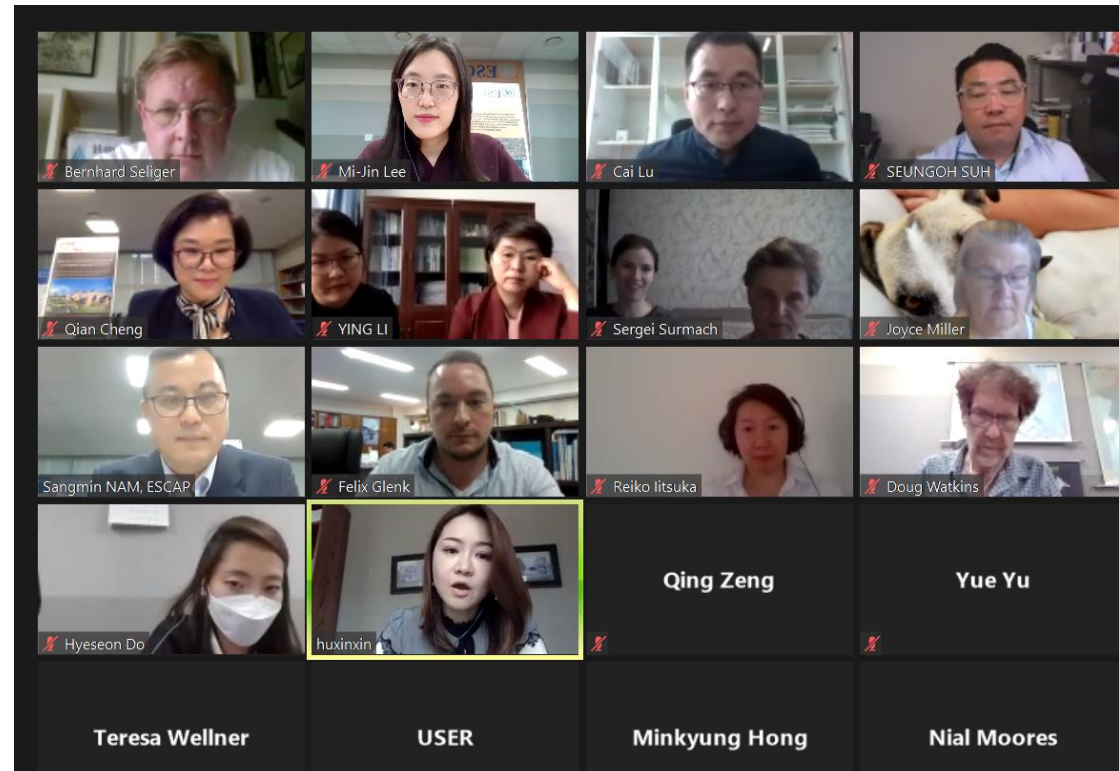 Bernhard Seliger
Mi-Jin Lee
Cai Lu
SEUNGOH SUH
Qian Cheng
YING LI
Sergei Surmach
Joyce Miller
Sangmin NAM, ESCAP
Felix Glenk
Reiko Iitsuka
Doug Watkins
Hyeseon Do
huxinxin
Qing Zeng
Yue Yu
Teresa Wellner
USER
Minkyung Hong
Nial Moores